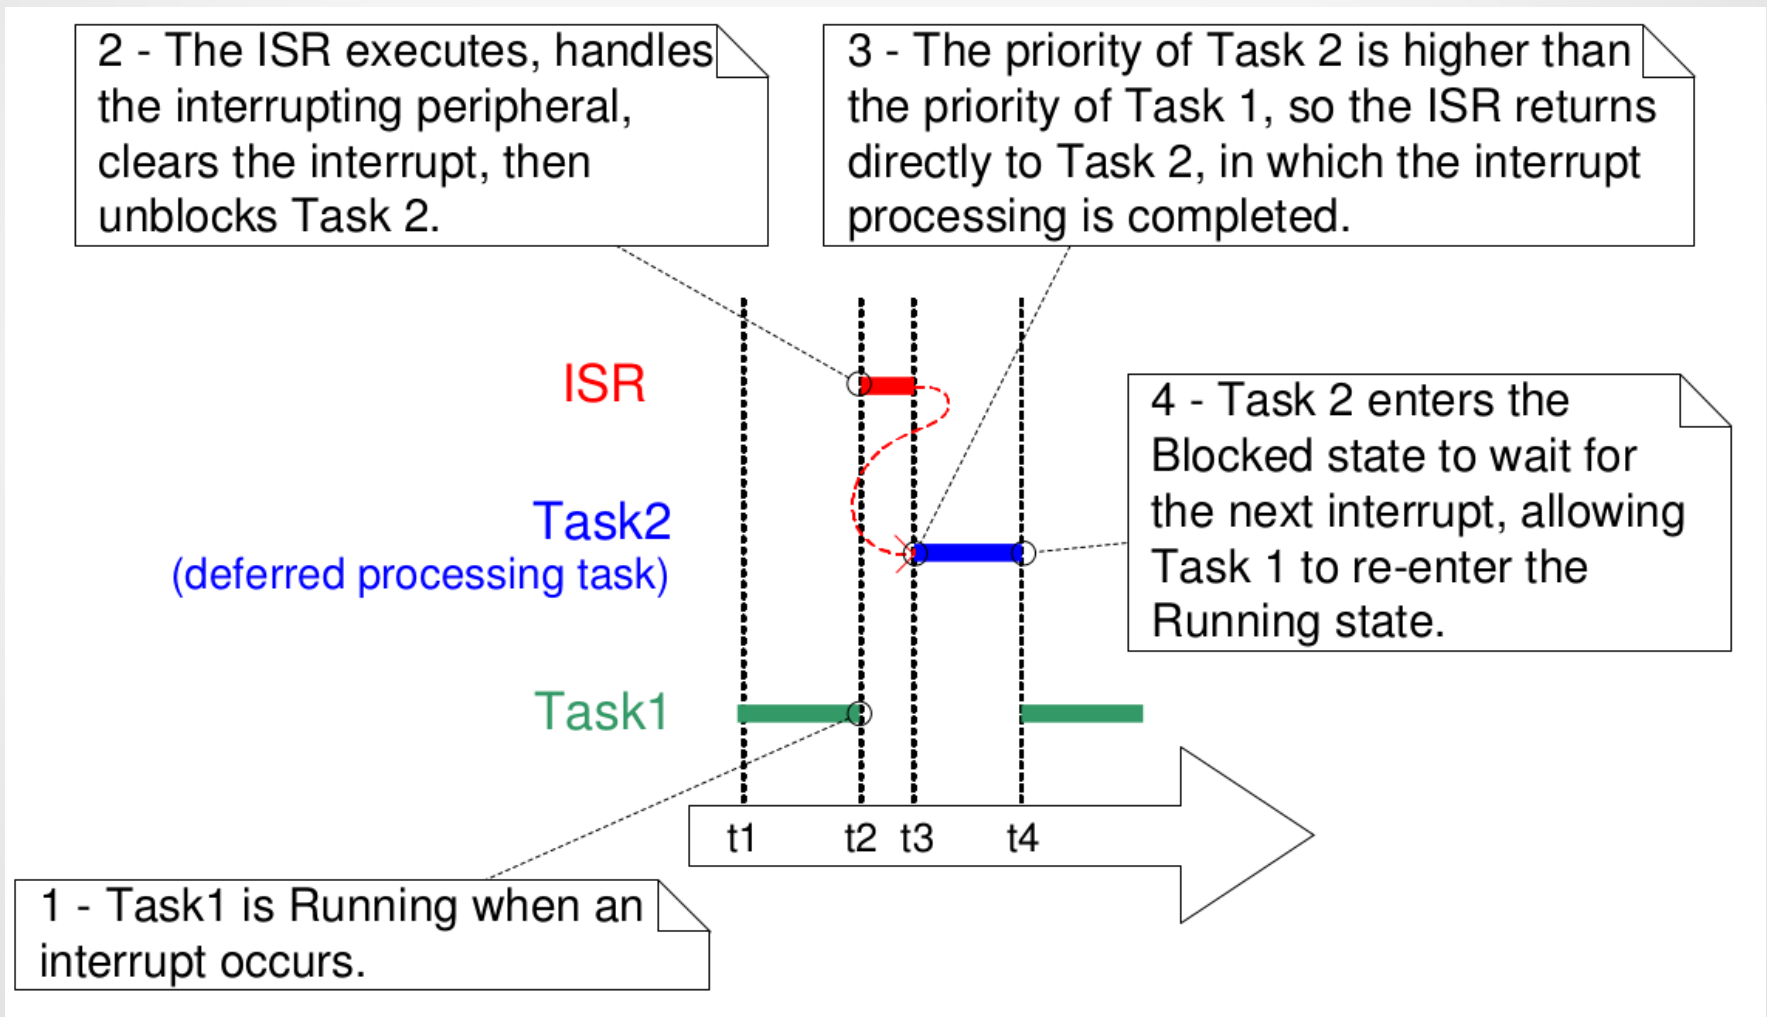 2 - The ISR executes, handles
the interrupting peripheral,
clears the interrupt, then
unblocks Task 2.
3 - The priority of Task 2 is higher than
the priority of Task 1, so the ISR returns
directly to Task 2, in which the interrupt
processing is completed.
ISR
Task2
(deferred processing task)
Task1
4 - Task 2 enters the
Blocked state to wait for
the next interrupt, allowing
Task 1 to re-enter the
Running state.
t1 t2 t3 t4
1 - Task1 is Running when an
interrupt occurs.